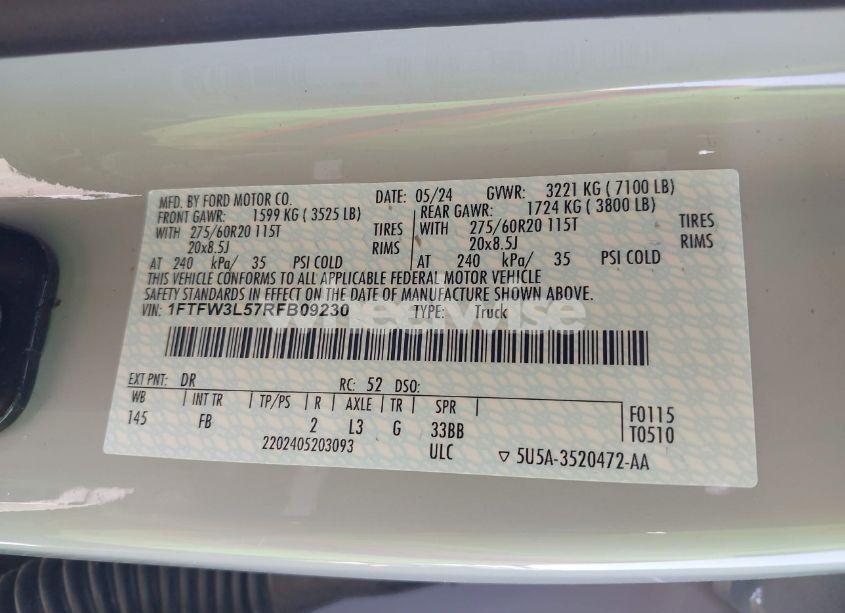 MFD. BY FORD MOTOR CO. DATE: 05/24 GVWR: 3221 KG ( 7100 LB)
FRONT GAWR: 1599 KG ( 3525 LB) REAR GAWR: 1724 KG ( 3800 LB)
WITH 275/60R20 115T TIRES WITH 275/60R20 115T TIRES
20x8.5J RIMS 20x8.5J RIMS
AT 240 kPa/ 35 PSI COLD AT 240 kPa/ 35 PSI COLD
THIS VEHICLE CONFORMS TO ALL APPLICABLE FEDERAL MOTOR VEHICLE
SAFETY STANDARDS IN EFFECT ON THE DATE OF MANUFACTURE SHOWN ABOVE.
VIN: 1FTFW3L57RFB09230 TYPE: Truck
wheelwise
EXT PNT: DR RC: 52 DSO:
WB INT TR TP/PS R AXLE TR SPR F0115
145 FB 2 L3 G 33BB T0510
2202405203093 ULC ▽ 5U5A-3520472-AA